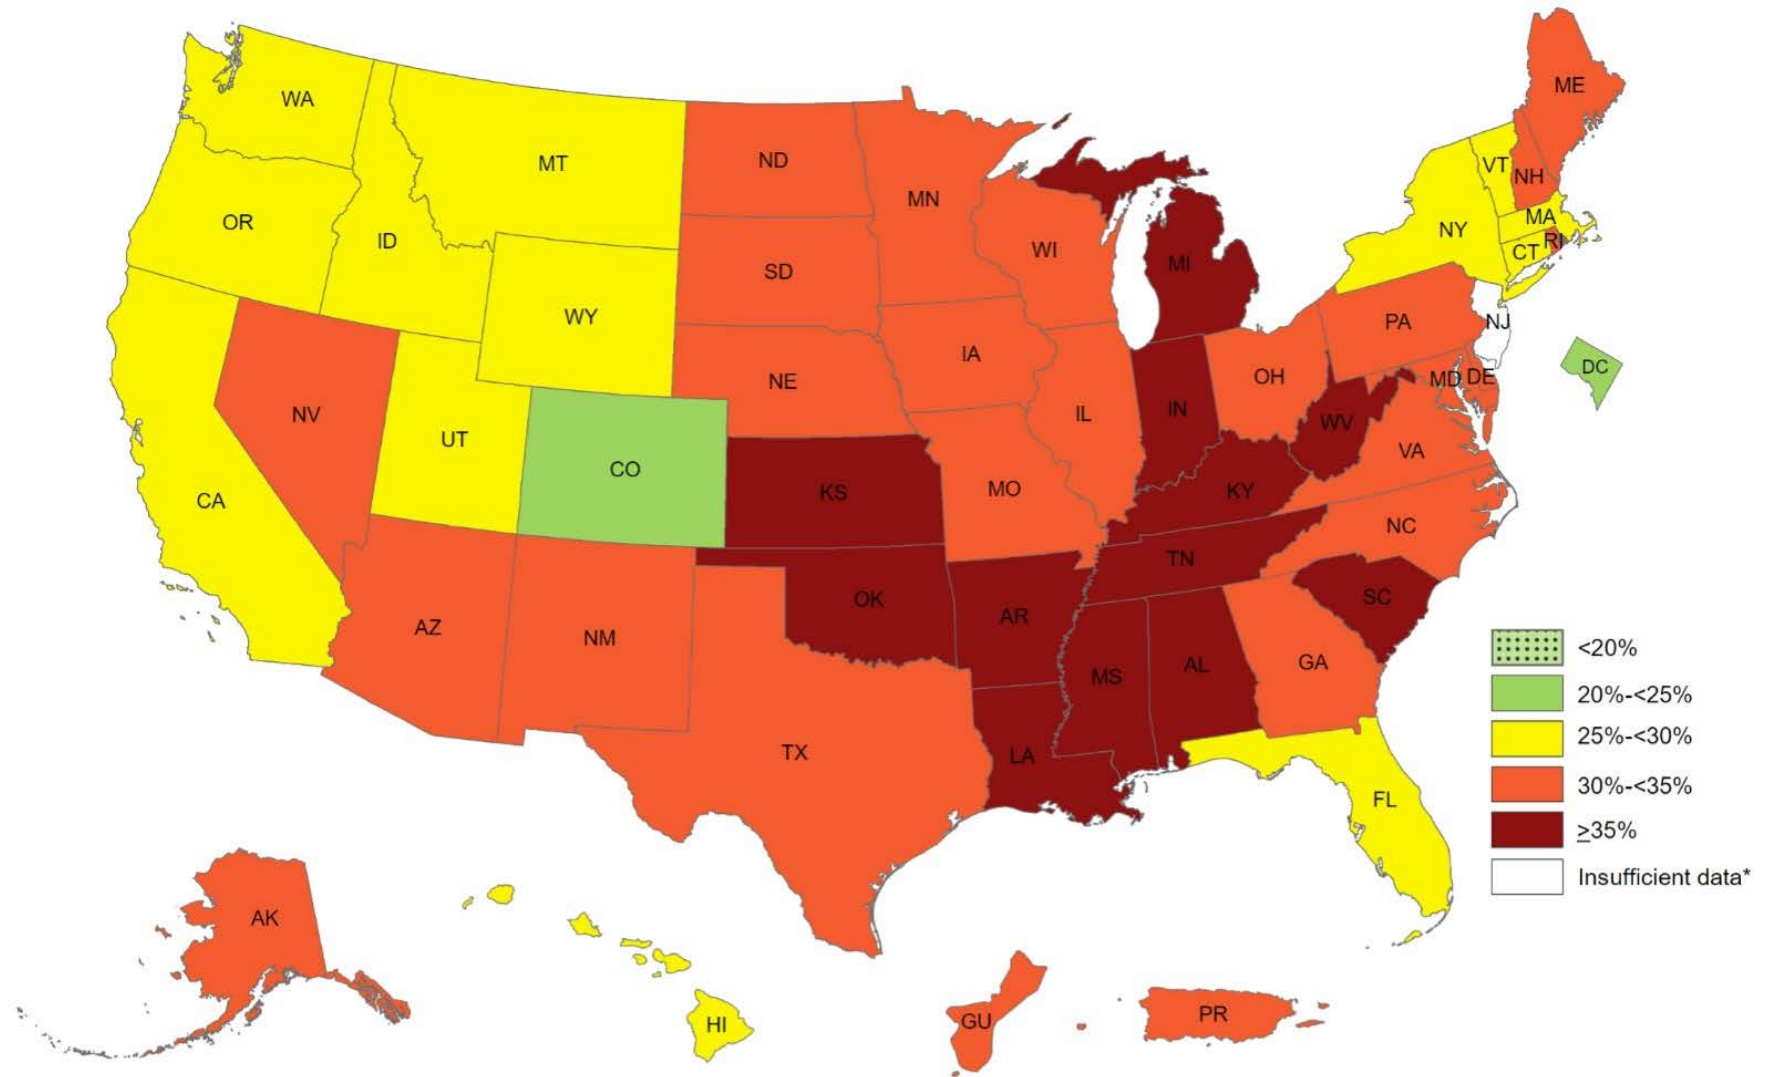 WA
MT
ND
MN
ME
VT
NH
OR
ID
SD
WI
MI
NY
MA
CT
RI
WY
IA
NE
PA
NJ
NV
UT
CO
IL
IN
OH
MD
DE
DC
WV
VA
CA
KS
MO
KY
NC
AZ
NM
OK
AR
TN
SC
MS
AL
GA
TX
LA
FL
<20%
20%-<25%
25%-<30%
30%-<35%
≥35%
Insufficient data*
AK
HI
GU
PR